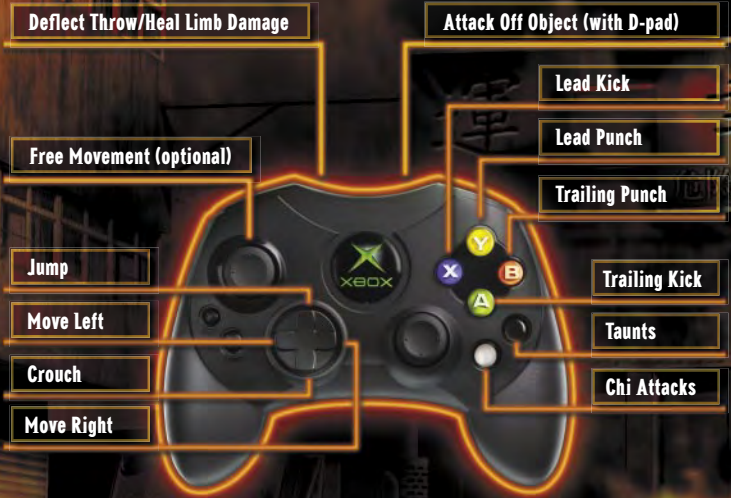 Deflect Throw/Heal Limb Damage
Attack Off Object (with D-pad)
Lead Kick
Lead Punch
Free Movement (optional)
Trailing Punch
Y
X
B
XBOX
A
Jump
Trailing Kick
Move Left
Taunts
Crouch
Chi Attacks
Move Right